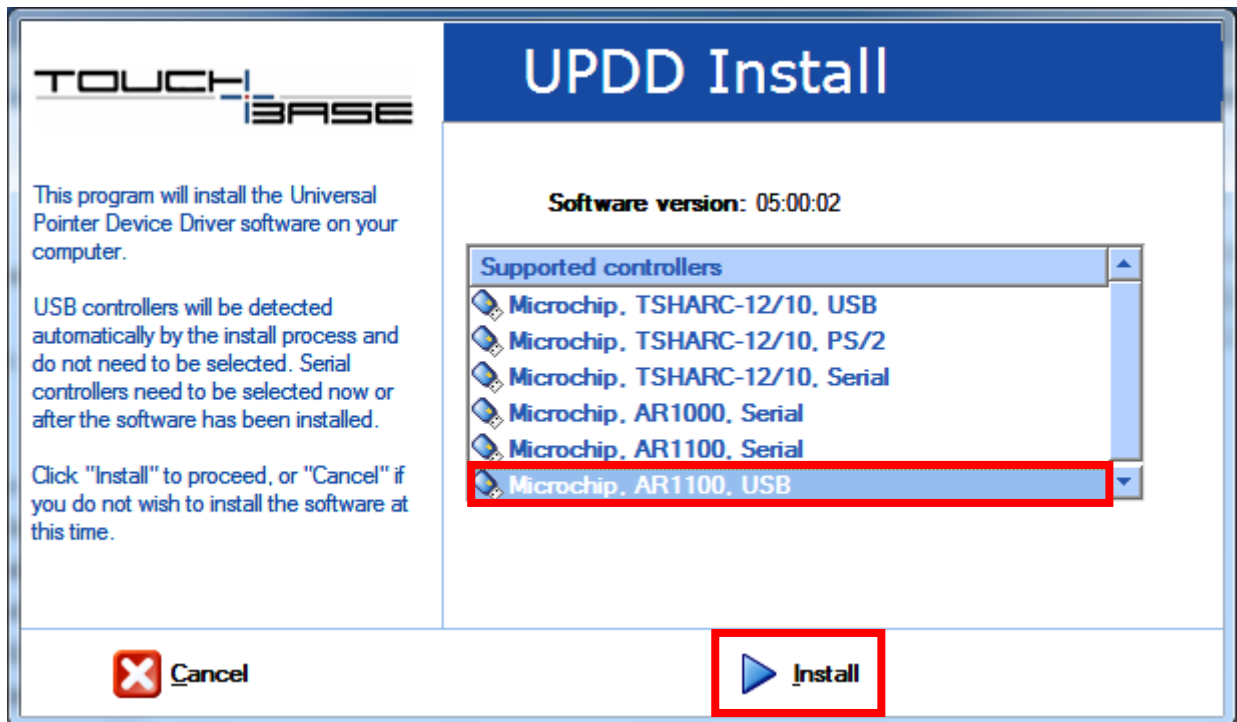 TOUCH
BASE
UPDD Install
This program will install the Universal
Pointer Device Driver software on your
computer.
USB controllers will be detected
automatically by the install process and
do not need to be selected. Serial
controllers need to be selected now or
after the software has been installed.
Click "Install" to proceed, or "Cancel" if
you do not wish to install the software at
this time.
Software version: 05:00:02
Supported controllers
Microchip, TSHARC-12/10, USB
Microchip, TSHARC-12/10, PS/2
Microchip, TSHARC-12/10, Serial
Microchip, AR1000, Serial
Microchip, AR1100, Serial
Microchip, AR1100, USB
Cancel
Install